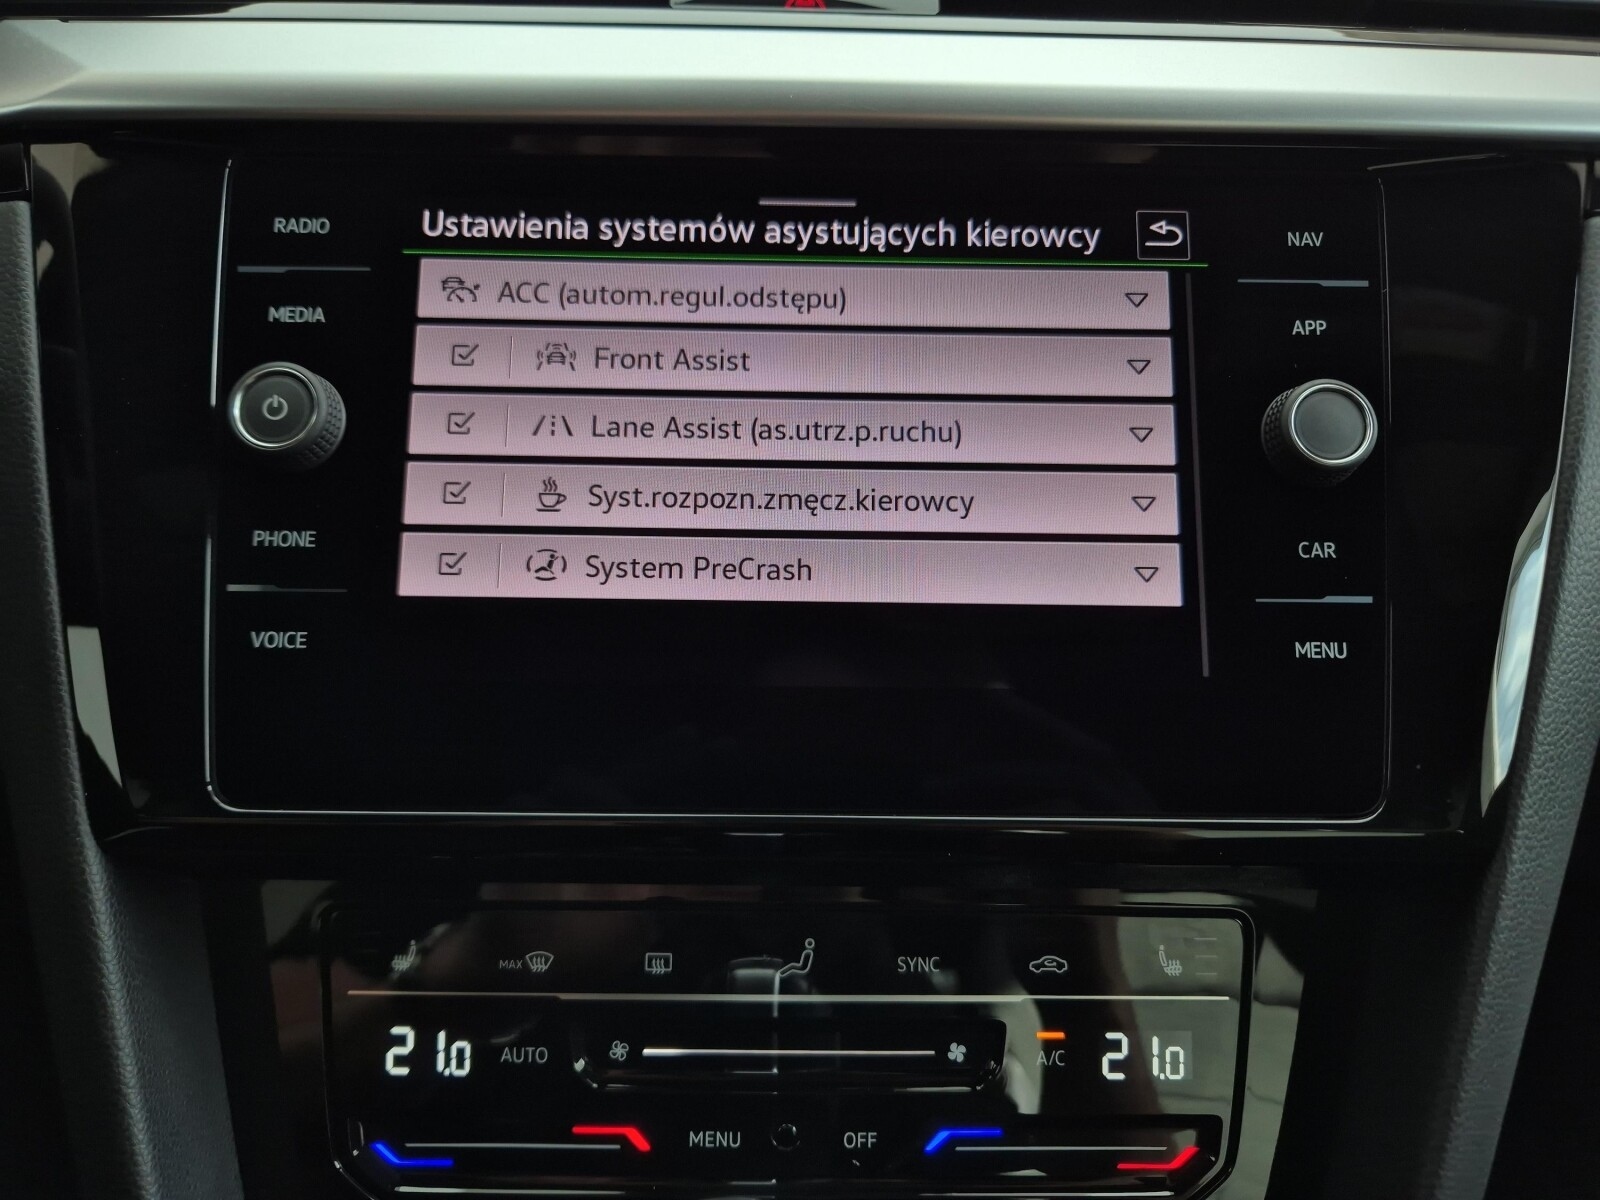 RADIO
MEDIA
PHONE
VOICE
Ustawienia systemów asystujących kierowcy
ACC (autom.regul.odstępu)
Front Assist
Lane Assist (as.utrz.p.ruchu)
Syst.rozpozn.zmęcz.kierowcy
System PreCrash
NAV
APP
CAR
MENU
MAX
SYNC
21.0
AUTO
A/C
21.0
MENU
OFF